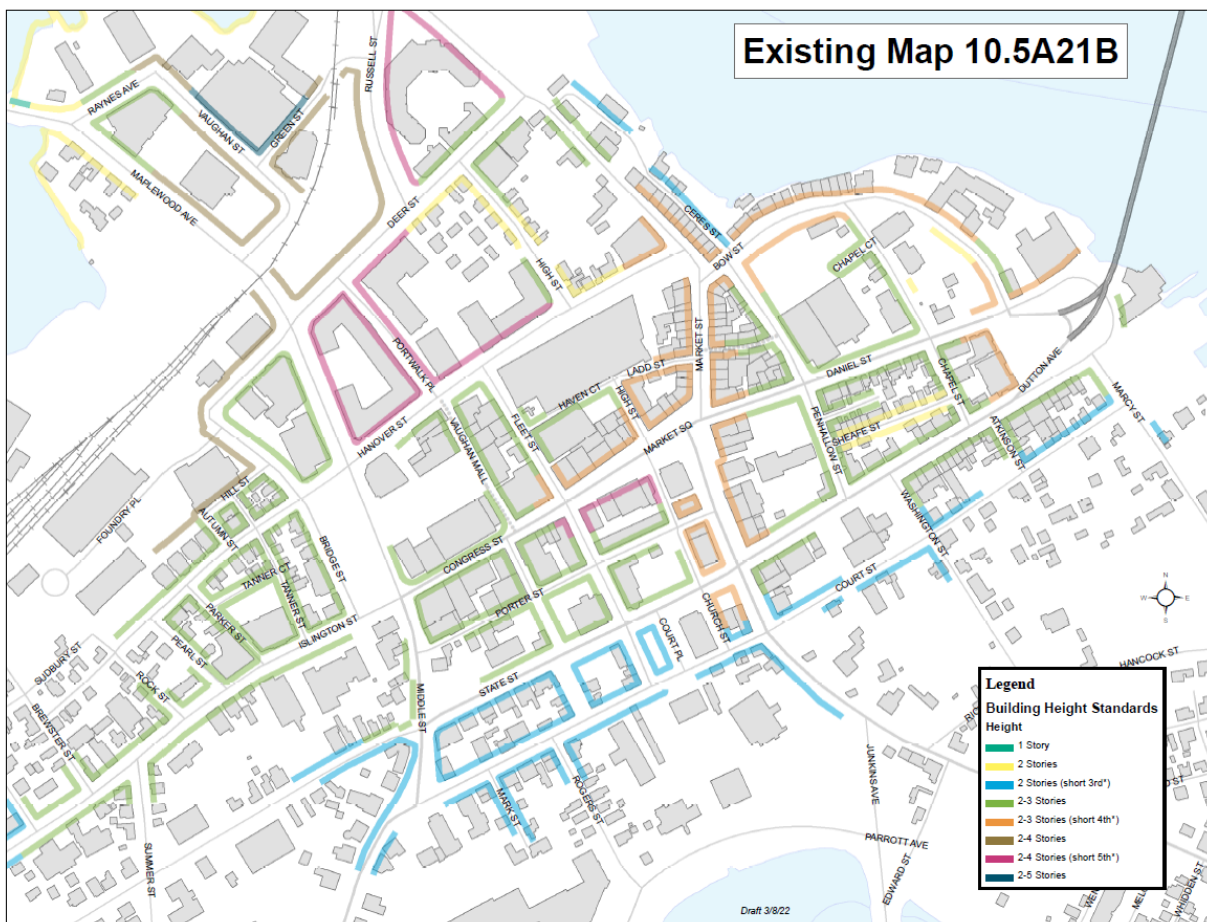 Existing Map 10.5A21B
RUSSELL ST
RAYNES AVE
VAUGHAN ST
GREEN ST
MAPLEWOOD AVE
DEER ST
HIGH ST
CERES ST
BOW ST
CHAPEL CT
PORTWALK PL
HANOVER ST
VAUGHAN MALL
FLEET ST
HAVEN CT
LADD ST
HIGH ST
MARKET ST
MARKET SQ
DANIEL ST
CHAPEL ST
DUTTON AVE
MARCY ST
PENHALLOW ST
SHEAFE ST
ATKINSON ST
WASHINGTON ST
FOUNDRY PL
HILL ST
AUTUMN ST
BRIDGE ST
TANNER CT
TANNER ST
CONGRESS ST
PORTER ST
COURT ST
CHURCH ST
COURT PL
PARKER ST
PEARL ST
ISLINGTON ST
SUDBURY ST
ROCK ST
BREWSTER ST
STATE ST
MIDDLE ST
MARK ST
ROGERS ST
SUMMER ST
JUNKINS AVE
PARROTT AVE
EDWARD ST
HANCOCK ST
WHIDDEN ST
N
W E
S
Legend
Building Height Standards
Height
1 Story
2 Stories
2 Stories (short 3rd*)
2-3 Stories
2-3 Stories (short 4th*)
2-4 Stories
2-4 Stories (short 5th*)
2-5 Stories
Draft 3/8/22